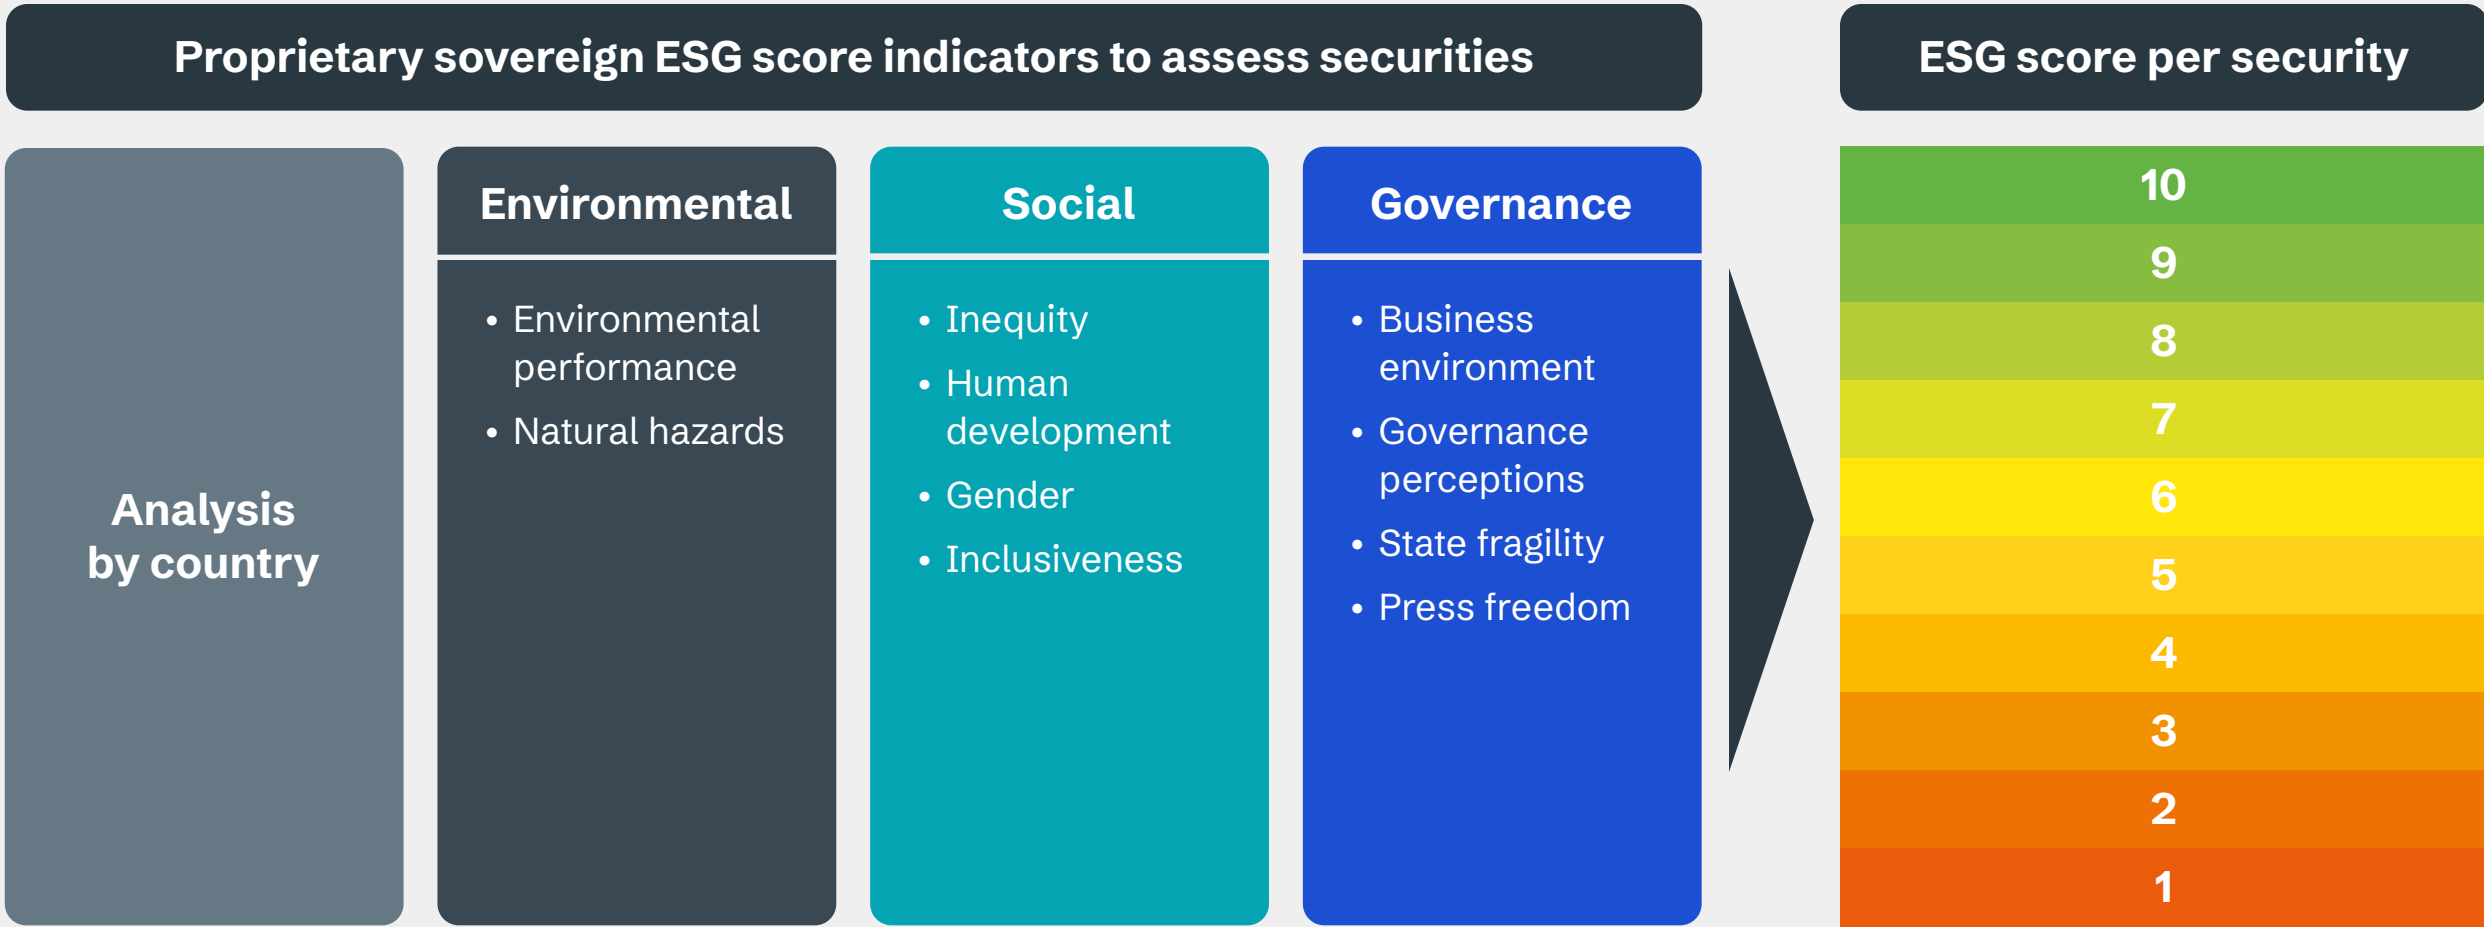 Proprietary sovereign ESG score indicators to assess securities
ESG score per security
Analysis
by country
Environmental
• Environmental
performance
• Natural hazards
Social
• Inequity
• Human
development
• Gender
• Inclusiveness
Governance
• Business
environment
• Governance
perceptions
• State fragility
• Press freedom
10
9
8
7
6
5
4
3
2
1